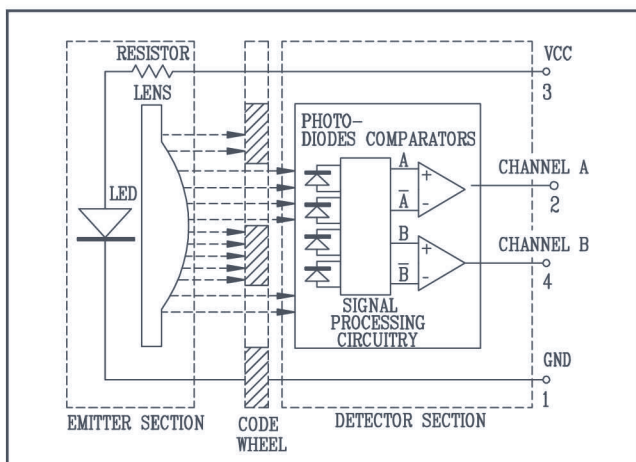 RESISTOR
LENS
LED
PHOTO-
DIODES COMPARATORS
A
A̅
B
B̅
+
-
+
-
SIGNAL
PROCESSING
CIRCUITRY
VCC
3
CHANNEL A
2
CHANNEL B
4
GND
1
EMITTER SECTION
CODE
WHEEL
DETECTOR SECTION